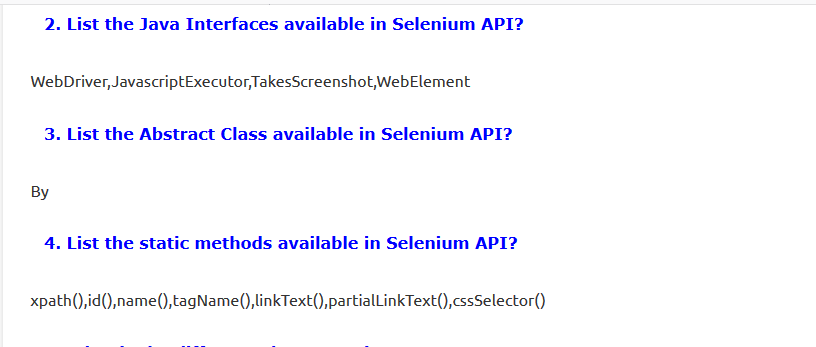 2. List the Java Interfaces available in Selenium API?
WebDriver,JavascriptExecutor,TakesScreenshot,WebElement
3. List the Abstract Class available in Selenium API?
By
4. List the static methods available in Selenium API?
xpath(),id(),name(),tagName(),linkText(),partialLinkText(),cssSelector()